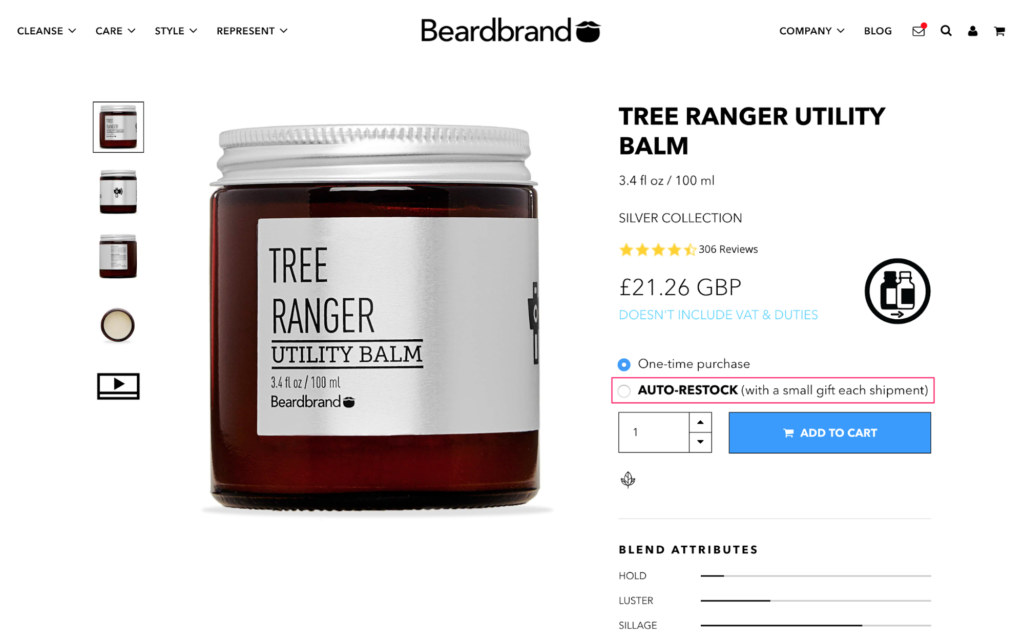 CLEANSE CARE STYLE REPRESENT
Beardbrand
COMPANY BLOG
TREE
RANGER
UTILITY BALM
3.4 fl oz / 100 ml
Beardbrand
TREE RANGER UTILITY
BALM
3.4 fl oz / 100 ml
SILVER COLLECTION
306 Reviews
£21.26 GBP
DOESN'T INCLUDE VAT & DUTIES
One-time purchase
AUTO-RESTOCK (with a small gift each shipment)
1
ADD TO CART
BLEND ATTRIBUTES
HOLD
LUSTER
SILLAGE